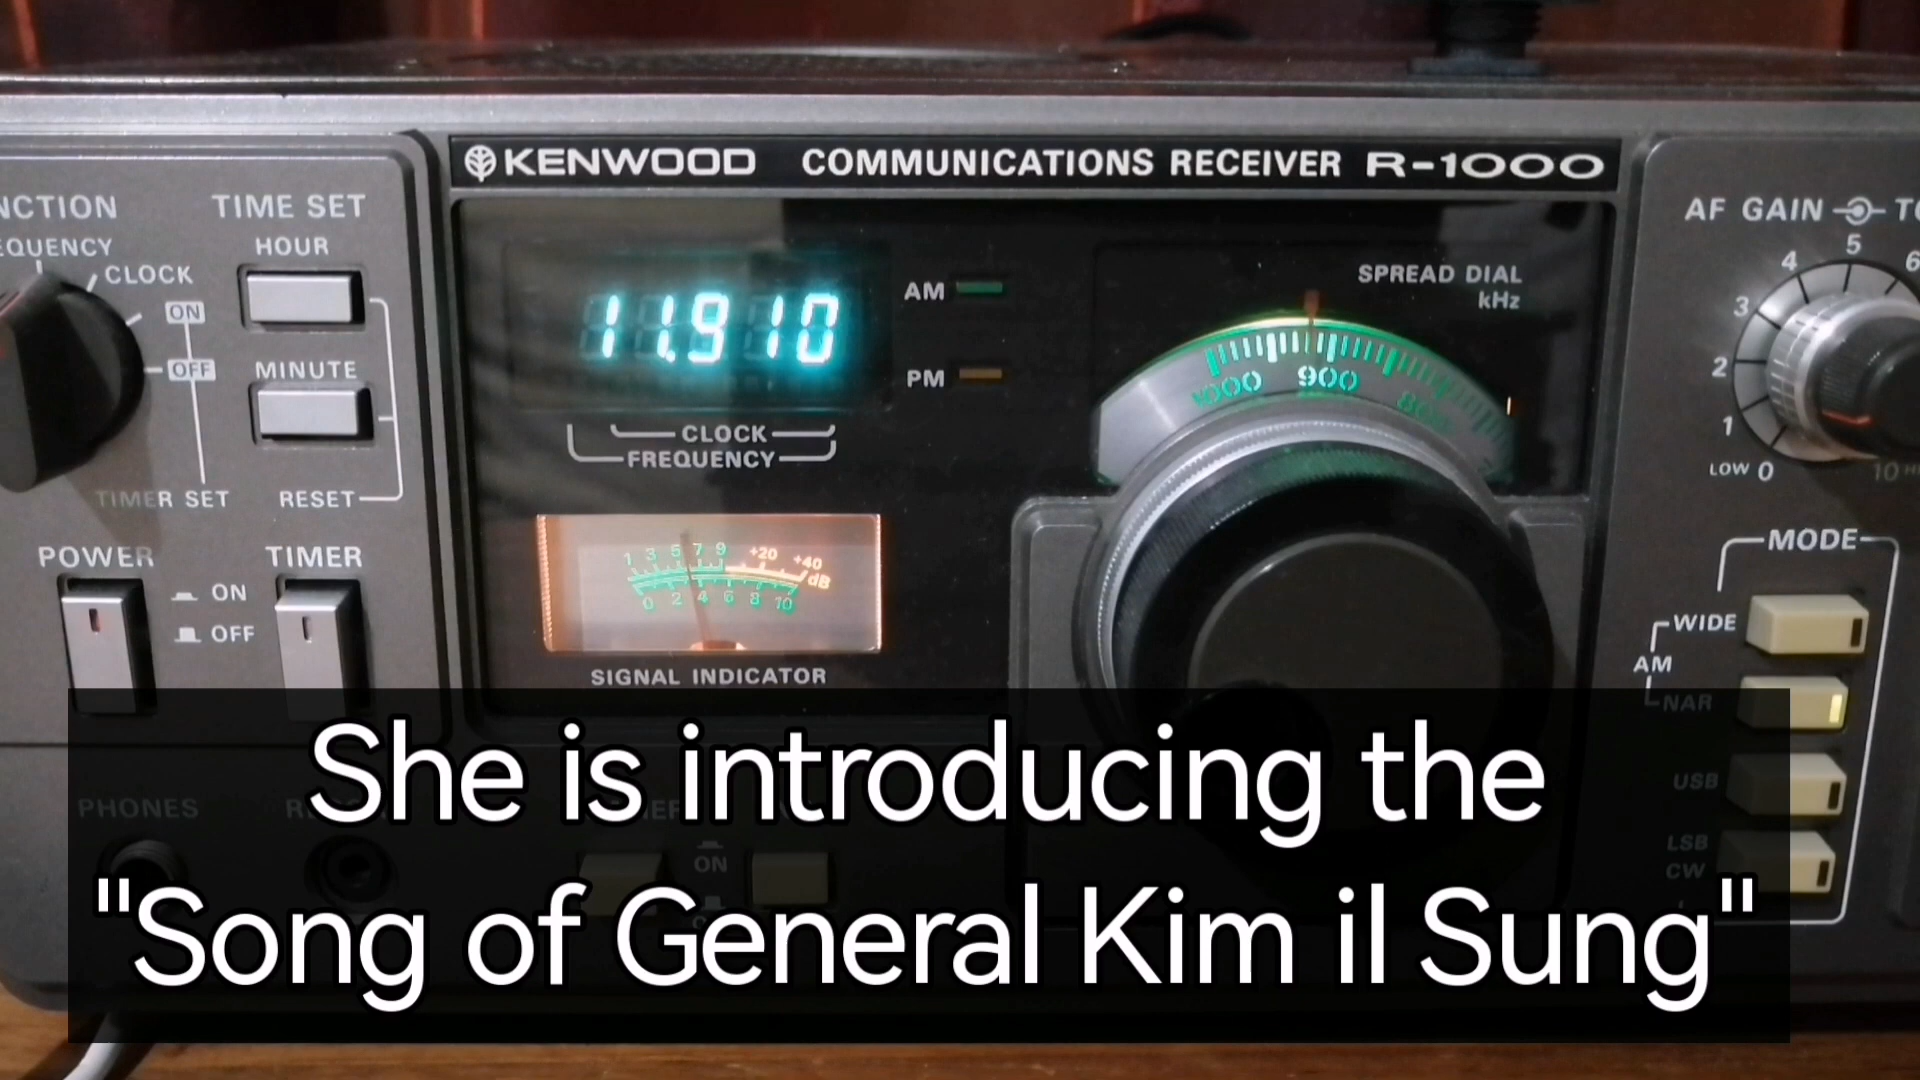 KENWOOD COMMUNICATIONS RECEIVER R-1000
NCTION
TIME SET
EQUENCY
HOUR
CLOCK
ON
OFF
MINUTE
TIMER SET
RESET
POWER
TIMER
ON
OFF
11.910
AM
PM
CLOCK
FREQUENCY
1 3 5 7 9 +20 +40
dB
0 2 4 6 8 10
SIGNAL INDICATOR
SPREAD DIAL
kHz
1000 900
AF GAIN
0 1 2 3 4 5 6
LOW
10
MODE
WIDE
AM
NAR
USB
LSB
CW
PHONES
ON
She is introducing the
"Song of General Kim il Sung"